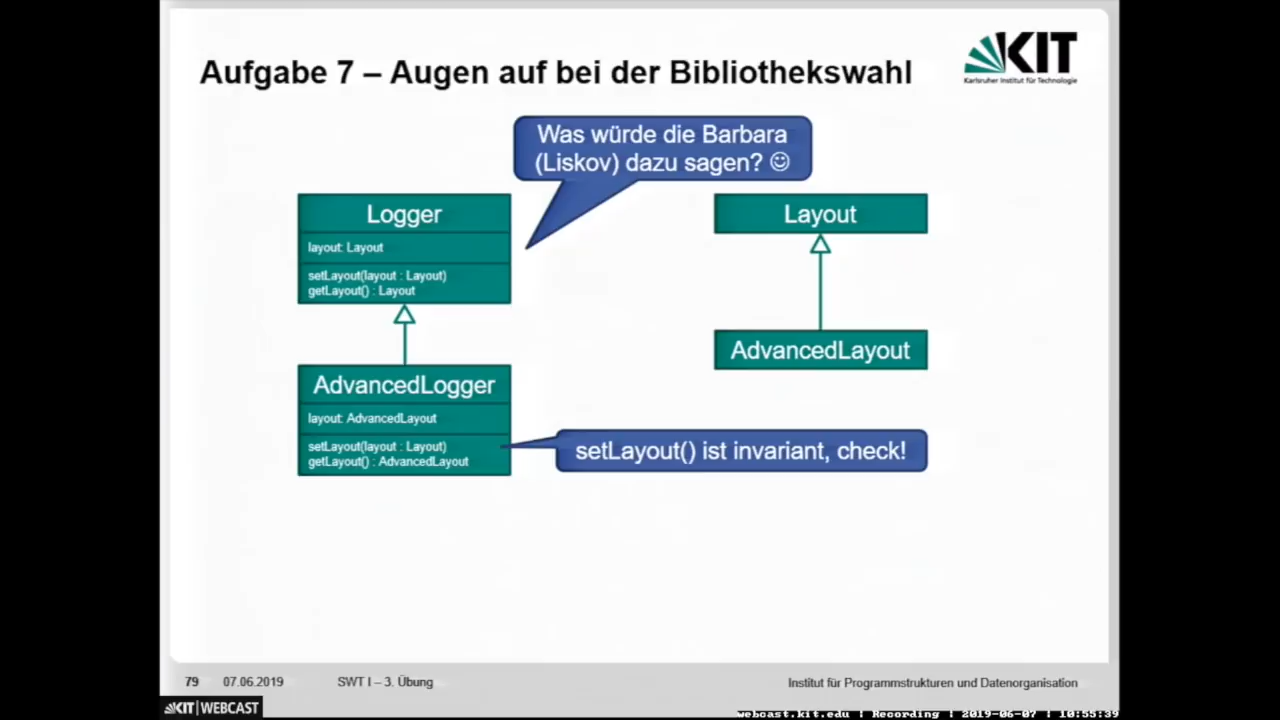 Aufgabe 7 – Augen auf bei der Bibliothekswahl
KIT
Karlsruher Institut für Technologie
Was würde die Barbara
(Liskov) dazu sagen? ☺
Logger
layout: Layout
setLayout(layout : Layout)
getLayout() : Layout
Layout
AdvancedLogger
layout: AdvancedLayout
setLayout(layout : Layout)
getLayout() : AdvancedLayout
AdvancedLayout
setLayout() ist invariant, check!
79 07.06.2019 SWT I – 3. Übung Institut für Programmstrukturen und Datenorganisation
KIT | WEBCAST
webcast.kit.edu | Recording | 2019-06-07 | 10:55:39